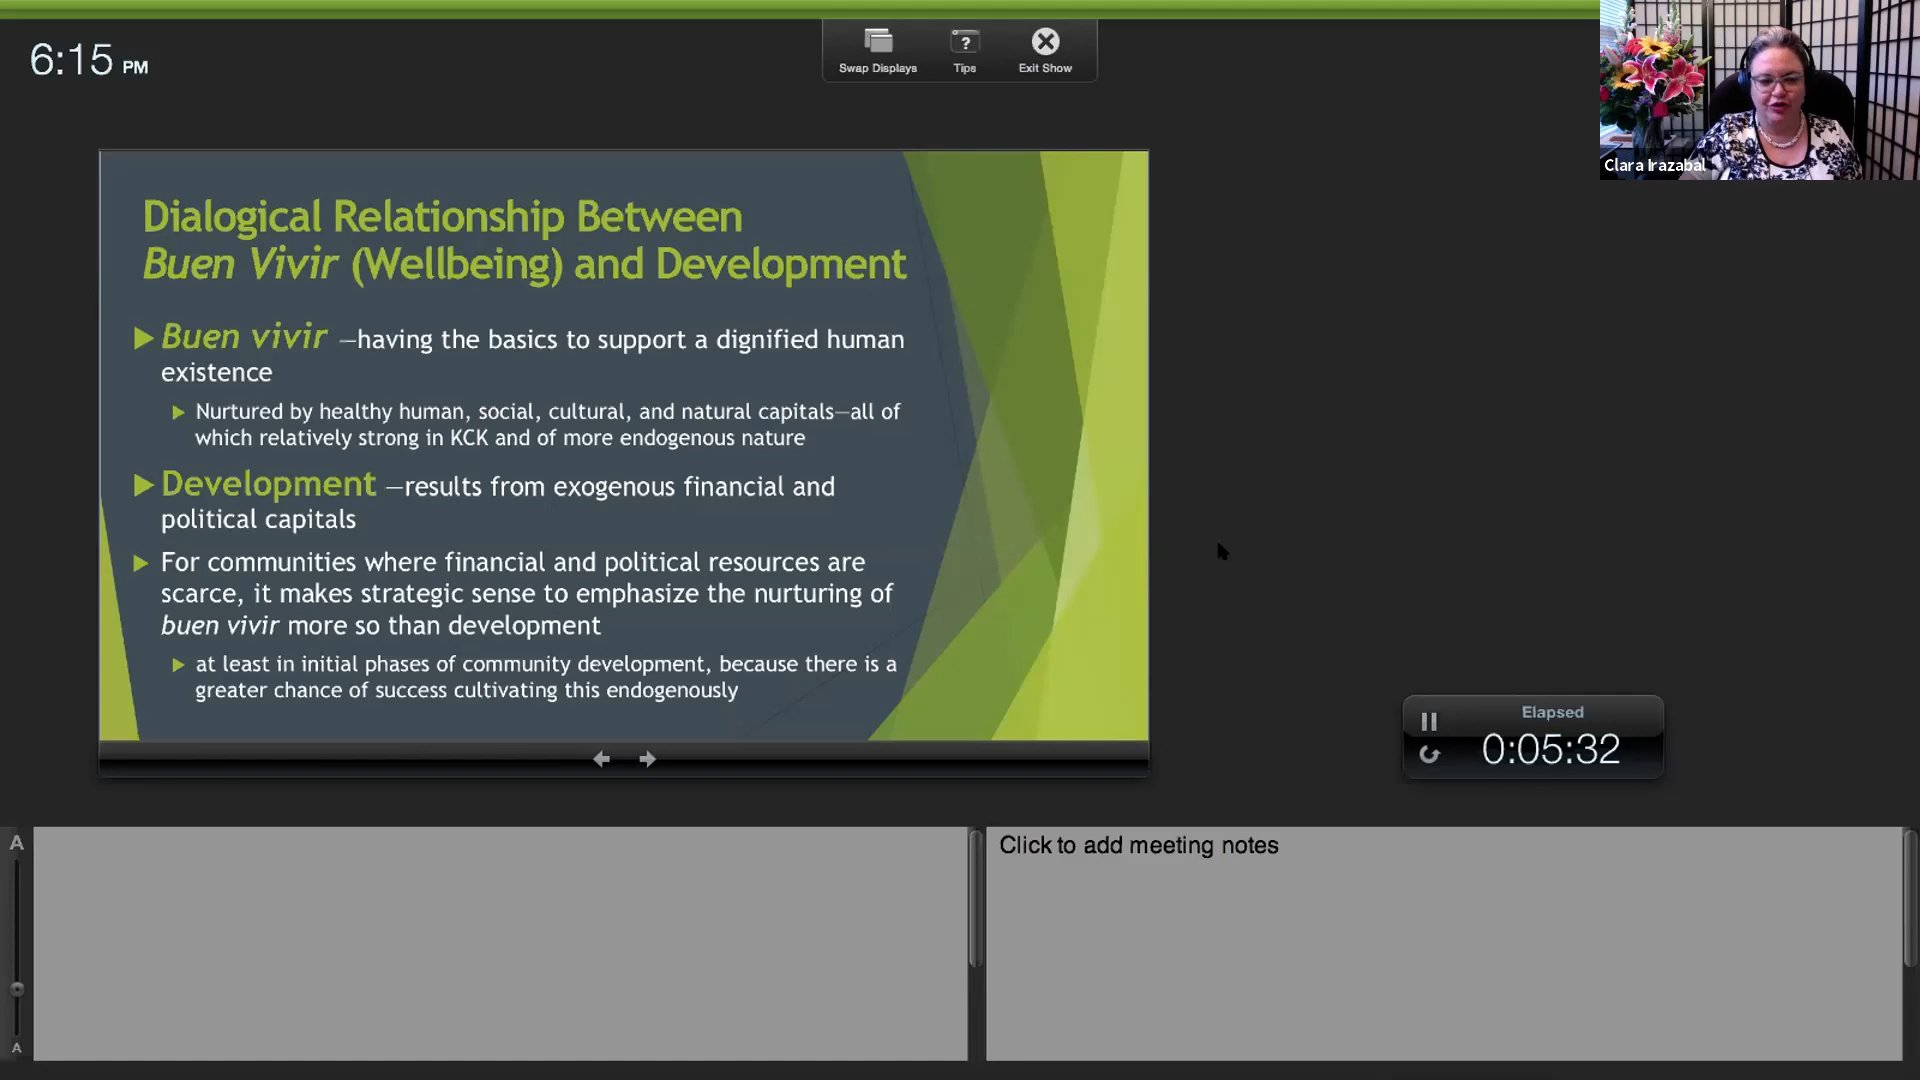 6:15 PM
Swap Displays
Tips
Exit Show
Clara Irazabal
Dialogical Relationship Between
Buen Vivir (Wellbeing) and Development
Buen vivir —having the basics to support a dignified human
existence
Nurtured by healthy human, social, cultural, and natural capitals—all of
which relatively strong in KCK and of more endogenous nature
Development —results from exogenous financial and
political capitals
For communities where financial and political resources are
scarce, it makes strategic sense to emphasize the nurturing of
buen vivir more so than development
at least in initial phases of community development, because there is a
greater chance of success cultivating this endogenously
Elapsed
0:05:32
A
A
Click to add meeting notes